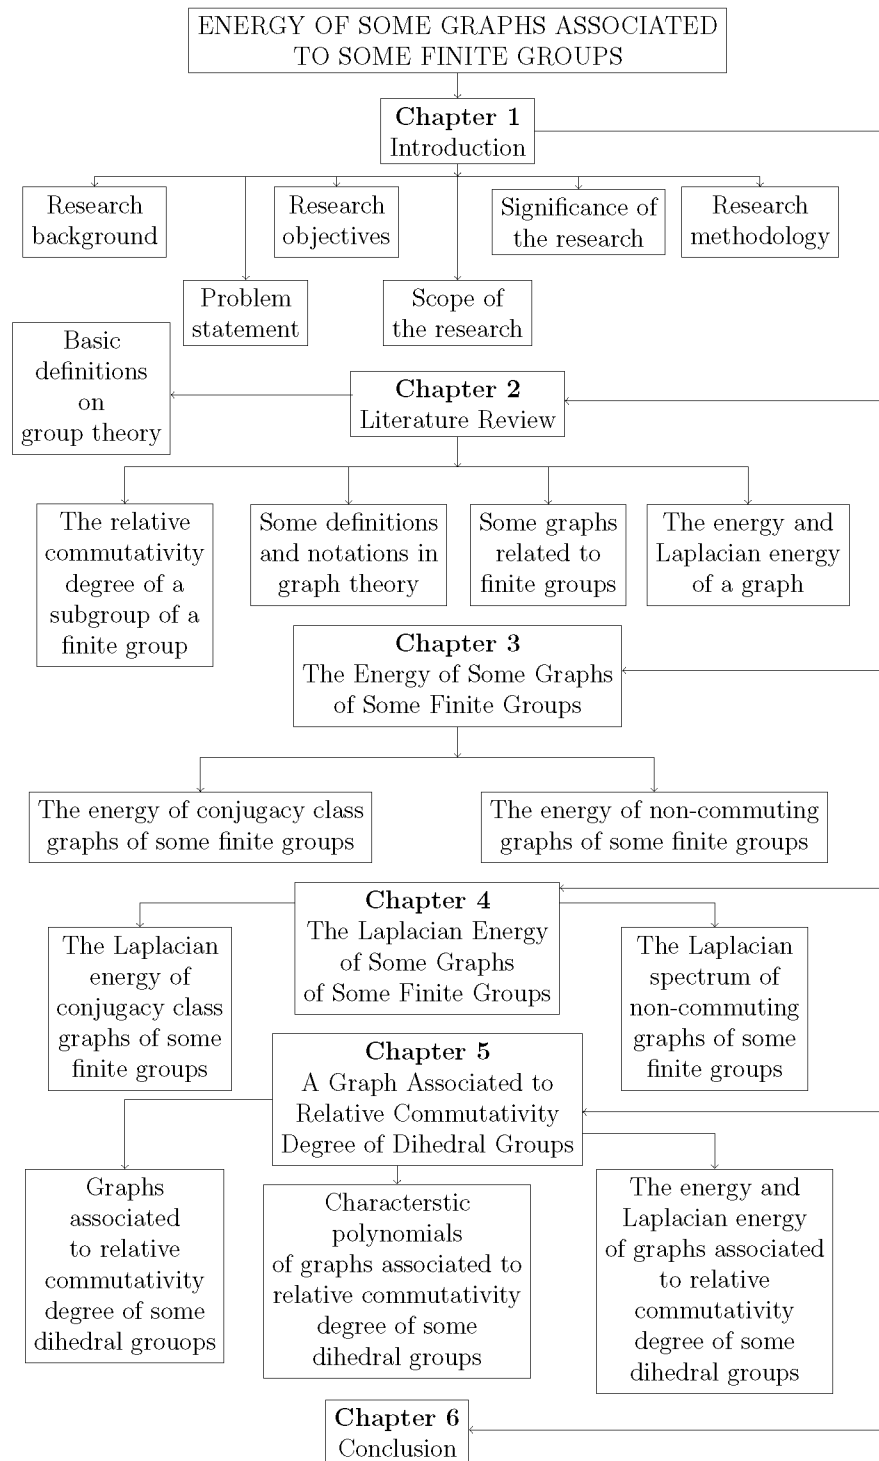 ENERGY OF SOME GRAPHS ASSOCIATED
TO SOME FINITE GROUPS
Chapter 1
Introduction
Research
background
Research
objectives
Significance of
the research
Research
methodology
Problem
statement
Scope of
the research
Basic
definitions
on
group theory
Chapter 2
Literature Review
The relative
commutativity
degree of a
subgroup of a
finite group
Some definitions
and notations in
graph theory
Some graphs
related to
finite groups
The energy and
Laplacian energy
of a graph
Chapter 3
The Energy of Some Graphs
of Some Finite Groups
The energy of conjugacy class
graphs of some finite groups
The energy of non-commuting
graphs of some finite groups
Chapter 4
The Laplacian Energy
of Some Graphs
of Some Finite Groups
The Laplacian
energy of
conjugacy class
graphs of some
finite groups
The Laplacian
spectrum of
non-commuting
graphs of some
finite groups
Chapter 5
A Graph Associated to
Relative Commutativity
Degree of Dihedral Groups
Graphs
associated
to relative
commutativity
degree of some
dihedral grouops
Characterstic
polynomials
of graphs associated to
relative commutativity
degree of some
dihedral groups
The energy and
Laplacian energy
of graphs associated
to relative
commutativity
degree of some
dihedral groups
Chapter 6
Conclusion